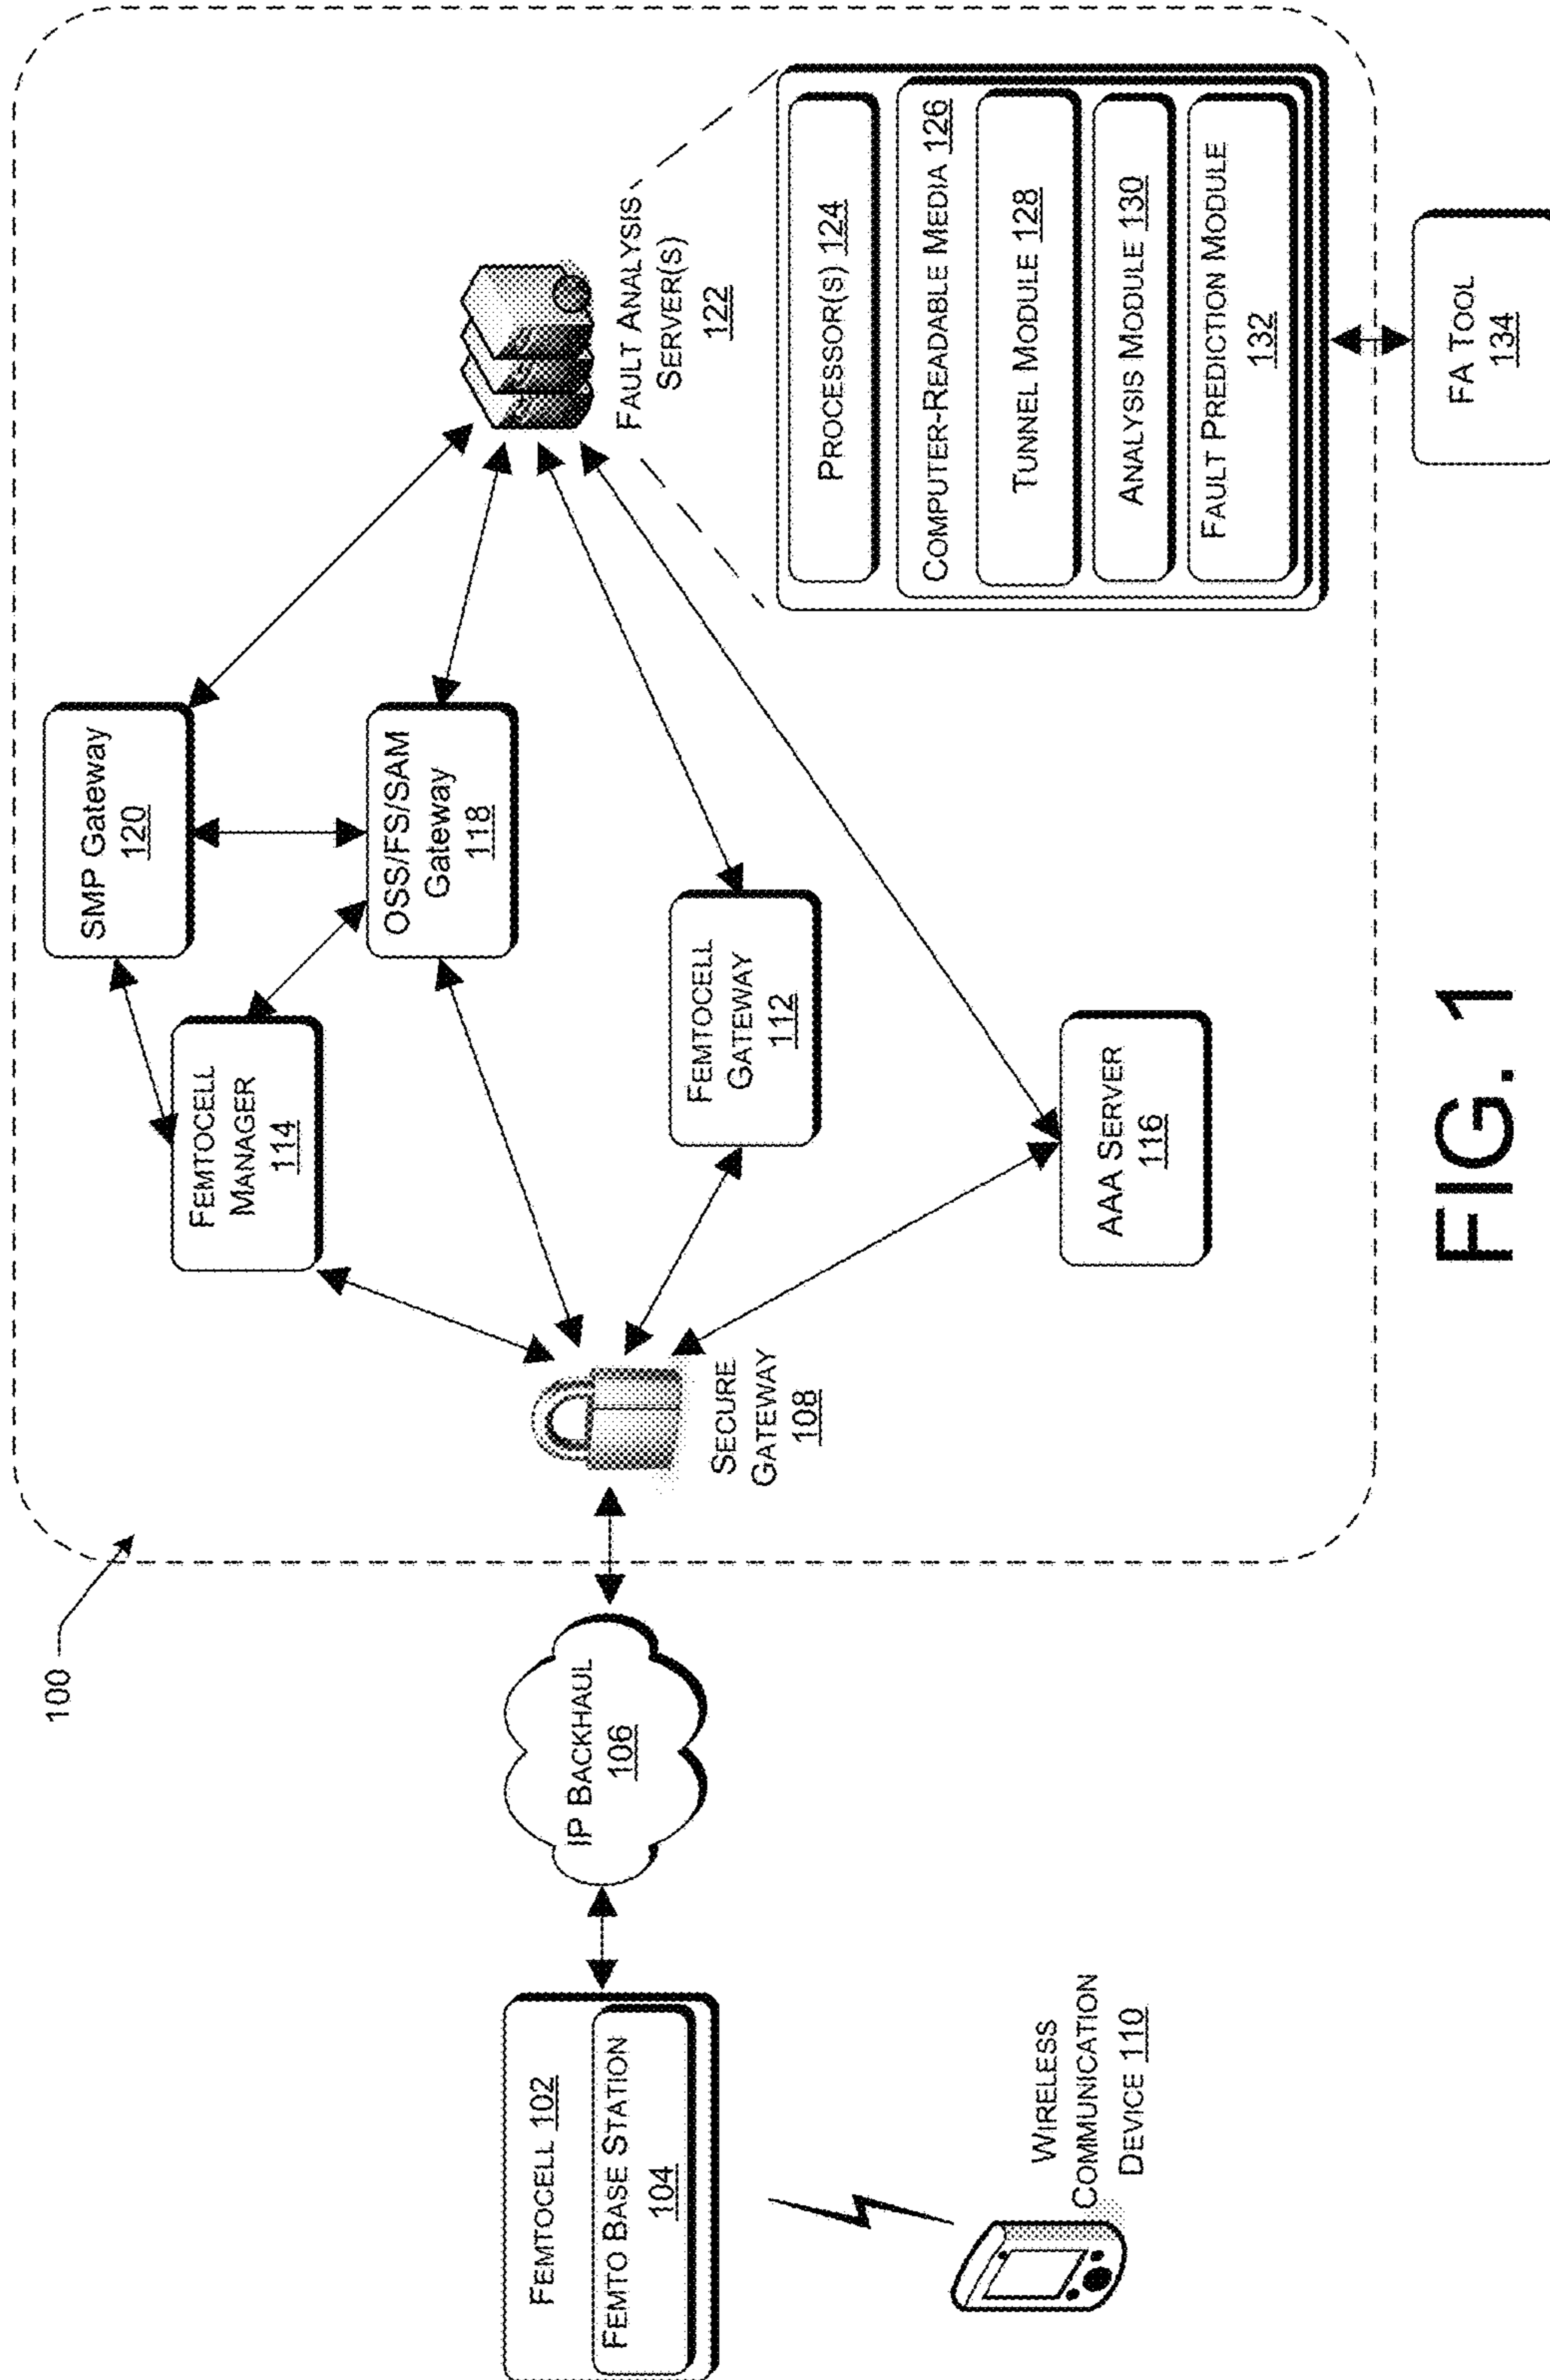 100
FEMTOCELL 102
FEMTO BASE STATION
104
WIRELESS
COMMUNICATION
DEVICE 110
IP BACKHAUL
106
SECURE
GATEWAY
108
FEMTOCELL
MANAGER
114
SMP Gateway
120
OSS/FS/SAM
Gateway
118
FEMTOCELL
GATEWAY
112
AAA SERVER
116
FAULT ANALYSIS
SERVER(S)
122
PROCESSOR(S) 124
COMPUTER-READABLE MEDIA 126
TUNNEL MODULE 128
ANALYSIS MODULE 130
FAULT PREDICTION MODULE
132
FA TOOL
134
FIG. 1